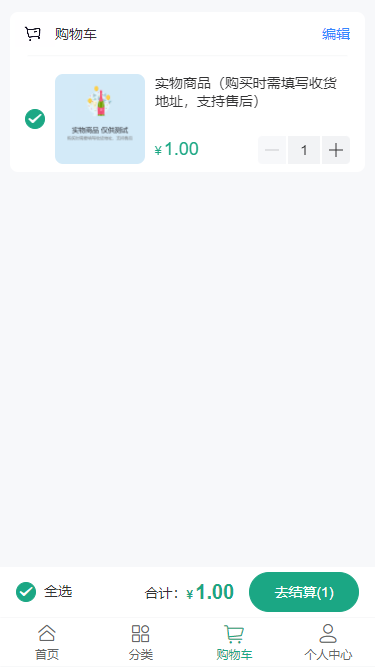 购物车
编辑
实物商品 仅供测试
实物商品（购买时需填写收货
地址，支持售后）
¥1.00
1
全选
合计：¥1.00
去结算(1)
首页
分类
购物车
个人中心